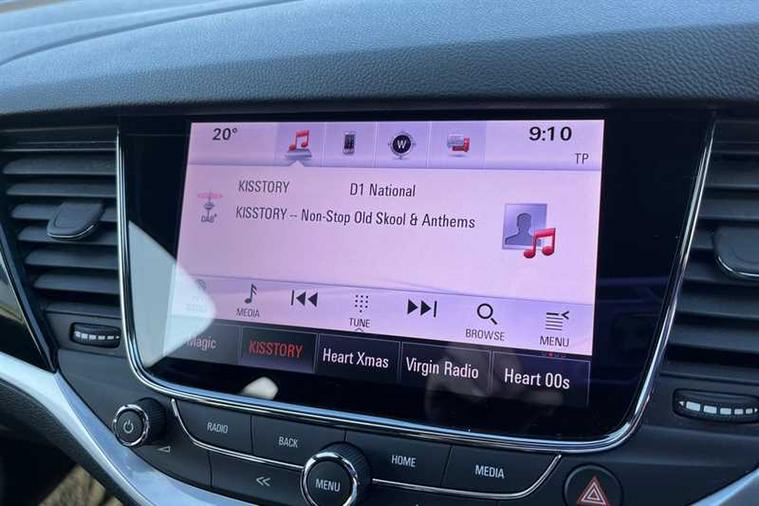 20°
W
9:10
TP
KISSTORY
D1 National
KISSTORY -- Non-Stop Old Skool & Anthems
DAB+
MEDIA
TUNE
BROWSE
MENU
Magic
KISSTORY
Heart Xmas
Virgin Radio
Heart 00s
RADIO
BACK
HOME
MEDIA
MENU